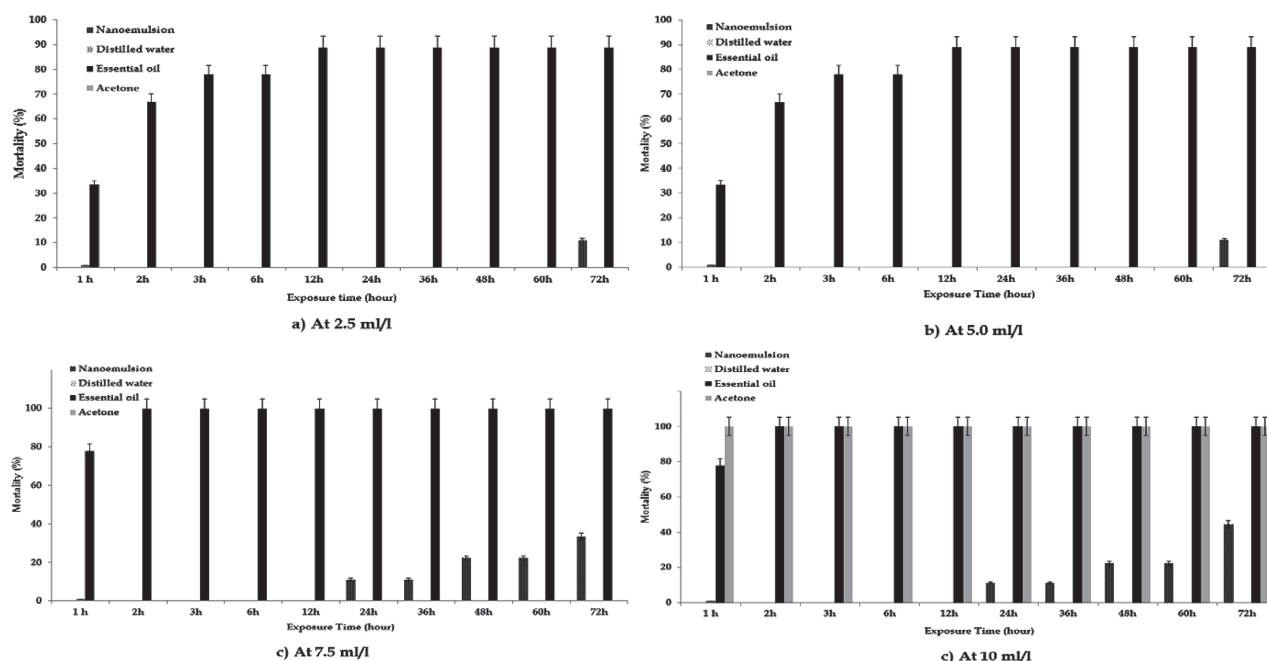 100
90
80
70
60
50
40
30
20
10
0
Mortality (%)
Nanoemulsion
Distilled water
Essential oil
Acetone
1 h 2h 3h 6h 12h 24h 36h 48h 60h 72h
Exposure time (hour)
a) At 2.5 ml/l
100
90
80
70
60
50
40
30
20
10
0
Mortality (%)
Nanoemulsion
Distilled water
Essential oil
Acetone
1 h 2h 3h 6h 12h 24h 36h 48h 60h 72h
Exposure Time (hour)
b) At 5.0 ml/l
Nanoemulsion
Distilled water
Essential oil
Acetone
100
80
60
40
20
0
Mortality (%)
1 h 2h 3h 6h 12h 24h 36h 48h 60h 72h
Exposure Time (hour)
c) At 7.5 ml/l
Nanoemulsion
Distilled water
Essential oil
Acetone
100
80
60
40
20
0
Mortality (%)
1 h 2h 3h 6h 12h 24h 36h 48h 60h 72h
Exposure Time (hour)
c) At 10 ml/l